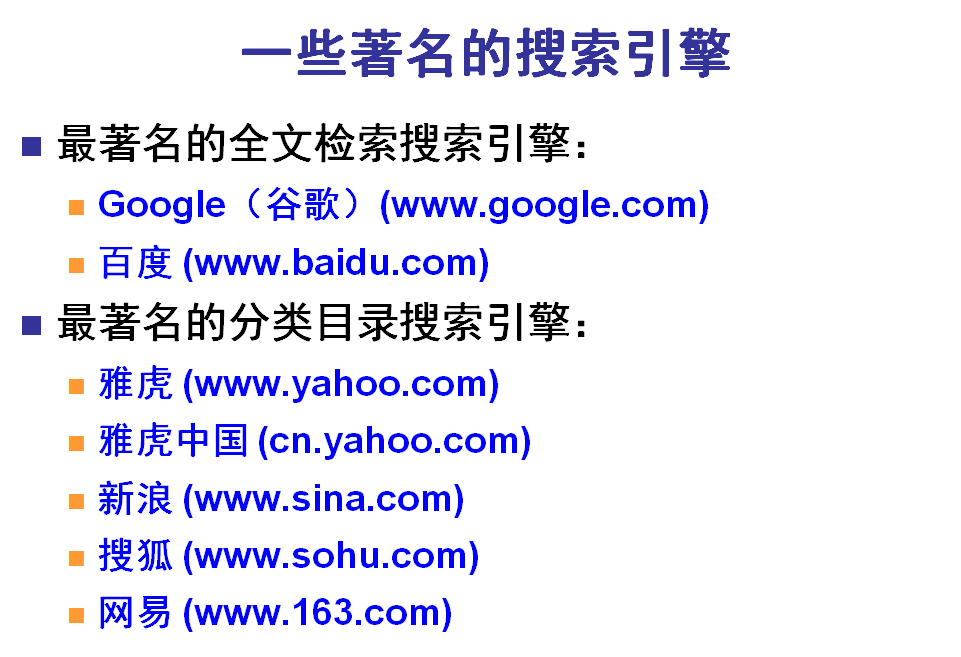 一些著名的搜索引擎
最著名的全文检索搜索引擎：
Google（谷歌）(www.google.com)
百度 (www.baidu.com)
最著名的分类目录搜索引擎：
雅虎 (www.yahoo.com)
雅虎中国 (cn.yahoo.com)
新浪 (www.sina.com)
搜狐 (www.sohu.com)
网易 (www.163.com)